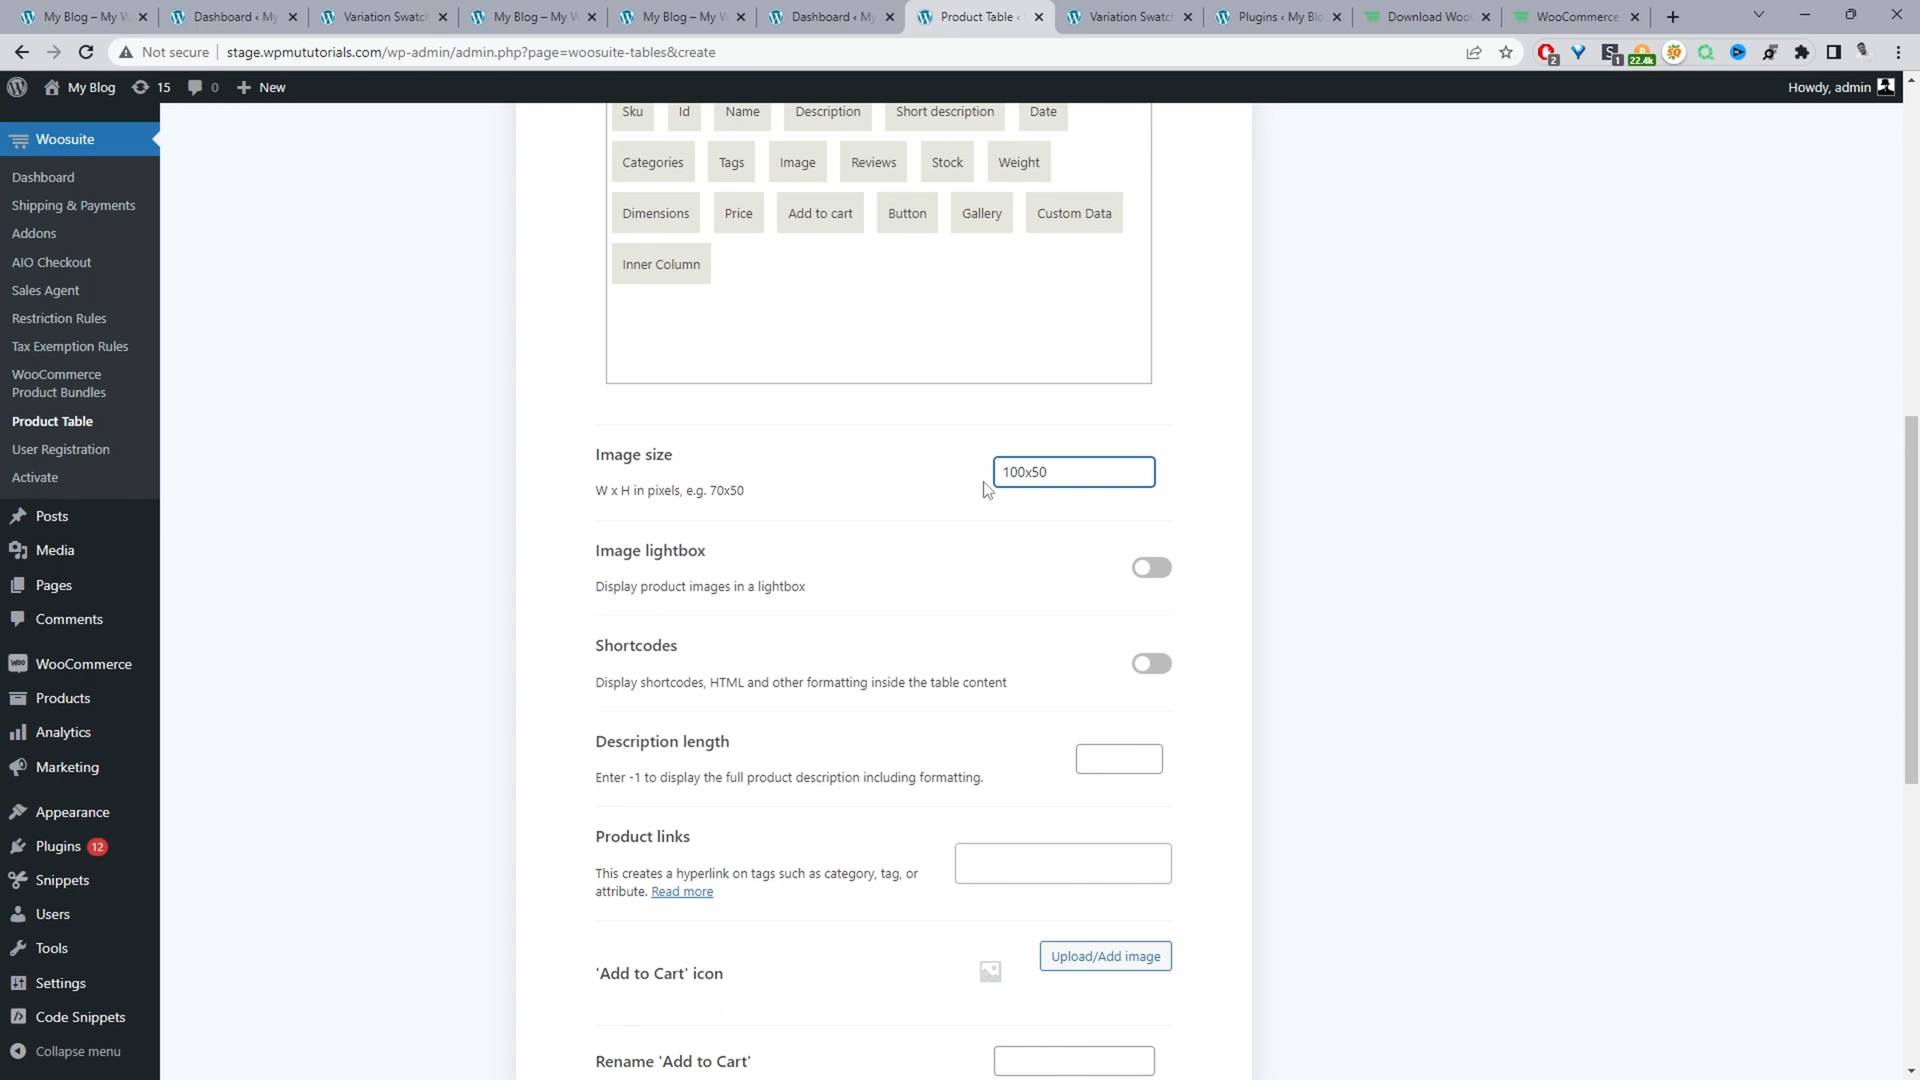 My Blog – My W
Dashboard ‹ My
Variation Swatc
My Blog – My W
My Blog – My W
Dashboard ‹ My
Product Table ‹
Variation Swatc
Plugins ‹ My Bl
Download Woo
WooCommerce
Not secure
stage.wpmututorials.com/wp-admin/admin.php?page=woosuite-tables&create
2
1
22.4k
My Blog
15
0
New
Howdy, admin
Woosuite
Dashboard
Shipping & Payments
Addons
AIO Checkout
Sales Agent
Restriction Rules
Tax Exemption Rules
WooCommerce
Product Bundles
Product Table
User Registration
Activate
Posts
Media
Pages
Comments
WooCommerce
Products
Analytics
Marketing
Appearance
Plugins 12
Snippets
Users
Tools
Settings
Code Snippets
Collapse menu
Sku Id Name Description Short description Date
Categories Tags Image Reviews Stock Weight
Dimensions Price Add to cart Button Gallery Custom Data
Inner Column
Image size
W x H in pixels, e.g. 70x50
100x50
Image lightbox
Display product images in a lightbox
Shortcodes
Display shortcodes, HTML and other formatting inside the table content
Description length
Enter -1 to display the full product description including formatting.
Product links
This creates a hyperlink on tags such as category, tag, or
attribute. Read more
'Add to Cart' icon
Upload/Add image
Rename 'Add to Cart'